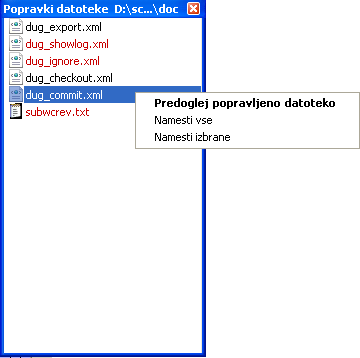 Popravki datoteke D:\sc...\doc
dug_export.xml
dug_showlog.xml
dug_ignore.xml
dug_checkout.xml
dug_commit.xml
subwcrev.txt
Predoglej popravljeno datoteko
Namesti vse
Namesti izbrane